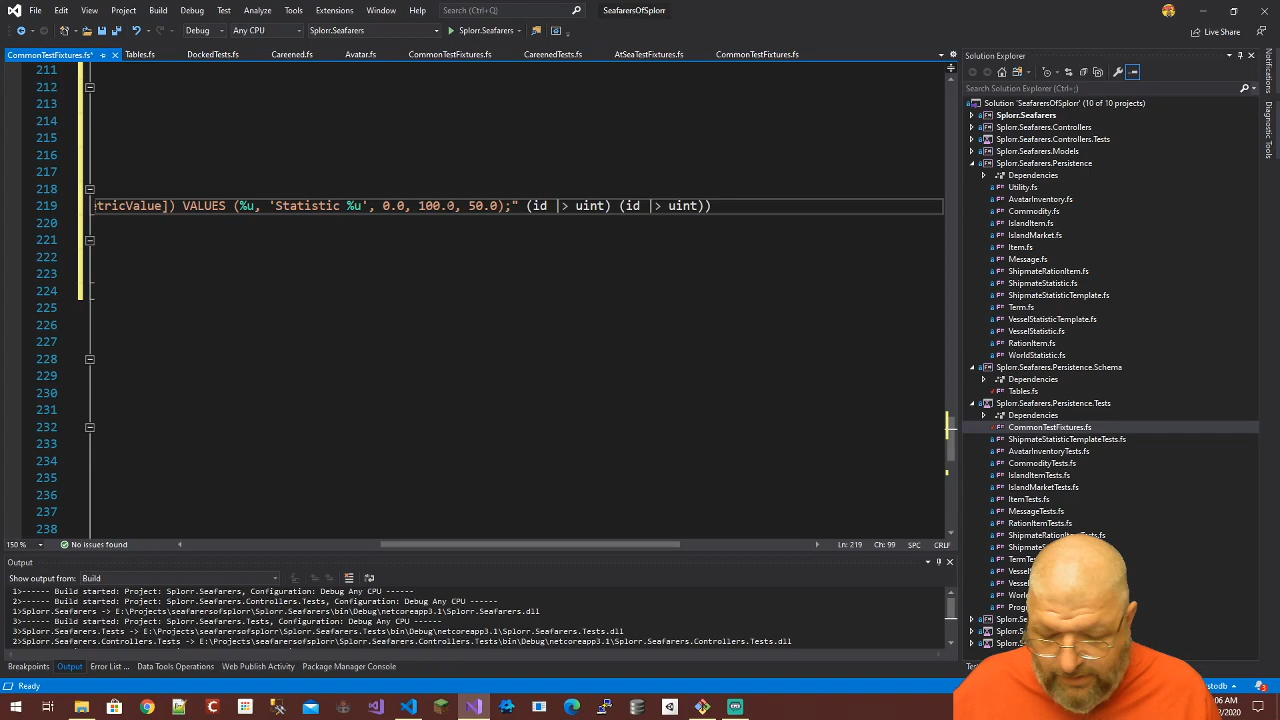 File Edit View Project Build Debug Test Analyze Tools Extensions Window Help Search (Ctrl+Q) SeafarersOfSplorr
Debug Any CPU Splorr.Seafarers Splorr.Seafarers Live Share
CommonTestFixtures.fs* Tables.fs DockedTests.fs Careened.fs Avatar.fs CommonTestFixtures.fs CareenedTests.fs AtSeaTestFixtures.fs CommonTestFixtures.fs
211
212
213
214
215
216
217
218
219 etricValue]) VALUES (%u, 'Statistic %u', 0.0, 100.0, 50.0);" (id |> uint) (id |> uint))
220
221
222
223
224
225
226
227
228
229
230
231
232
233
234
235
236
237
238
150 % No issues found Ln: 219 Ch: 99 SPC CRLF
Output
Show output from: Build
1>------ Build started: Project: Splorr.Seafarers, Configuration: Debug Any CPU ------
2>------ Build started: Project: Splorr.Seafarers.Controllers.Tests, Configuration: Debug Any CPU ------
1>Splorr.Seafarers -> E:\Projects\seafarersofsplorr\Splorr.Seafarers\bin\Debug\netcoreapp3.1\Splorr.Seafarers.dll
3>------ Build started: Project: Splorr.Seafarers.Tests, Configuration: Debug Any CPU ------
3>Splorr.Seafarers.Tests -> E:\Projects\seafarersofsplorr\Splorr.Seafarers.Tests\bin\Debug\netcoreapp3.1\Splorr.Seafarers.Tests.dll
2>Splorr.Seafarers.Controllers.Tests -> E:\Projects\seafarersofsplorr\Splorr.Seafarers.Controllers.Tests\bin\Debug\netcoreapp3.1\Splorr.Seafarers.Controllers.Tests.dll
Breakpoints Output Error List ... Data Tools Operations Web Publish Activity Package Manager Console
Ready
Solution Explorer
Search Solution Explorer (Ctrl+;)
Solution 'SeafarersOfSplorr' (10 of 10 projects)
Splorr.Seafarers
Splorr.Seafarers.Controllers
Splorr.Seafarers.Controllers.Tests
Splorr.Seafarers.Models
Splorr.Seafarers.Persistence
Dependencies
Utility.fs
AvatarInventory.fs
Commodity.fs
IslandItem.fs
IslandMarket.fs
Item.fs
Message.fs
ShipmateRationItem.fs
ShipmateStatistic.fs
ShipmateStatisticTemplate.fs
Term.fs
VesselStatisticTemplate.fs
VesselStatistic.fs
RationItem.fs
WorldStatistic.fs
Splorr.Seafarers.Persistence.Schema
Dependencies
Tables.fs
Splorr.Seafarers.Persistence.Tests
Dependencies
CommonTestFixtures.fs
ShipmateStatisticTemplateTests.fs
AvatarInventoryTests.fs
CommodityTests.fs
IslandItemTests.fs
IslandMarketTests.fs
ItemTests.fs
MessageTests.fs
RationItemTests.fs
Notifications
Diagnostic Tools